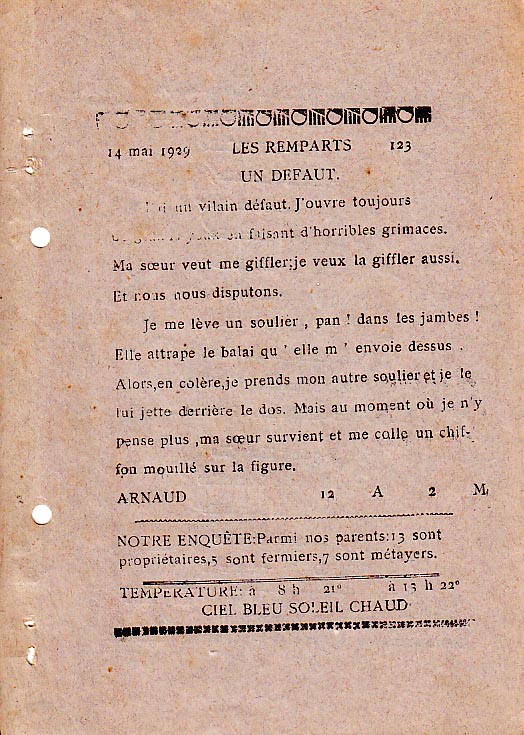 14 mai 1929 LES REMPARTS 123
UN DEFAUT.
un vilain défaut. J'ouvre toujours
yeux en faisant d'horribles grimaces.
Ma sœur veut me giffler;je veux la giffler aussi.
Et nous nous disputons.
Je me lève un soulier , pan ! dans les jambes !
Elle attrape le balai qu ' elle m ' envoie dessus .
Alors,en colère,je prends mon autre soulier et je le
lui jette derrière le dos. Mais au moment où je n'y
pense plus ,ma sœur survient et me colle un chif-
fon mouillé sur la figure.
ARNAUD 12 A 2 M
NOTRE ENQUÊTE:Parmi nos parents:13 sont
propriétaires,5 sont fermiers,7 sont métayers.
TEMPERATURE: à 8 h 21° à 13 h 22°
CIEL BLEU SOLEIL CHAUD